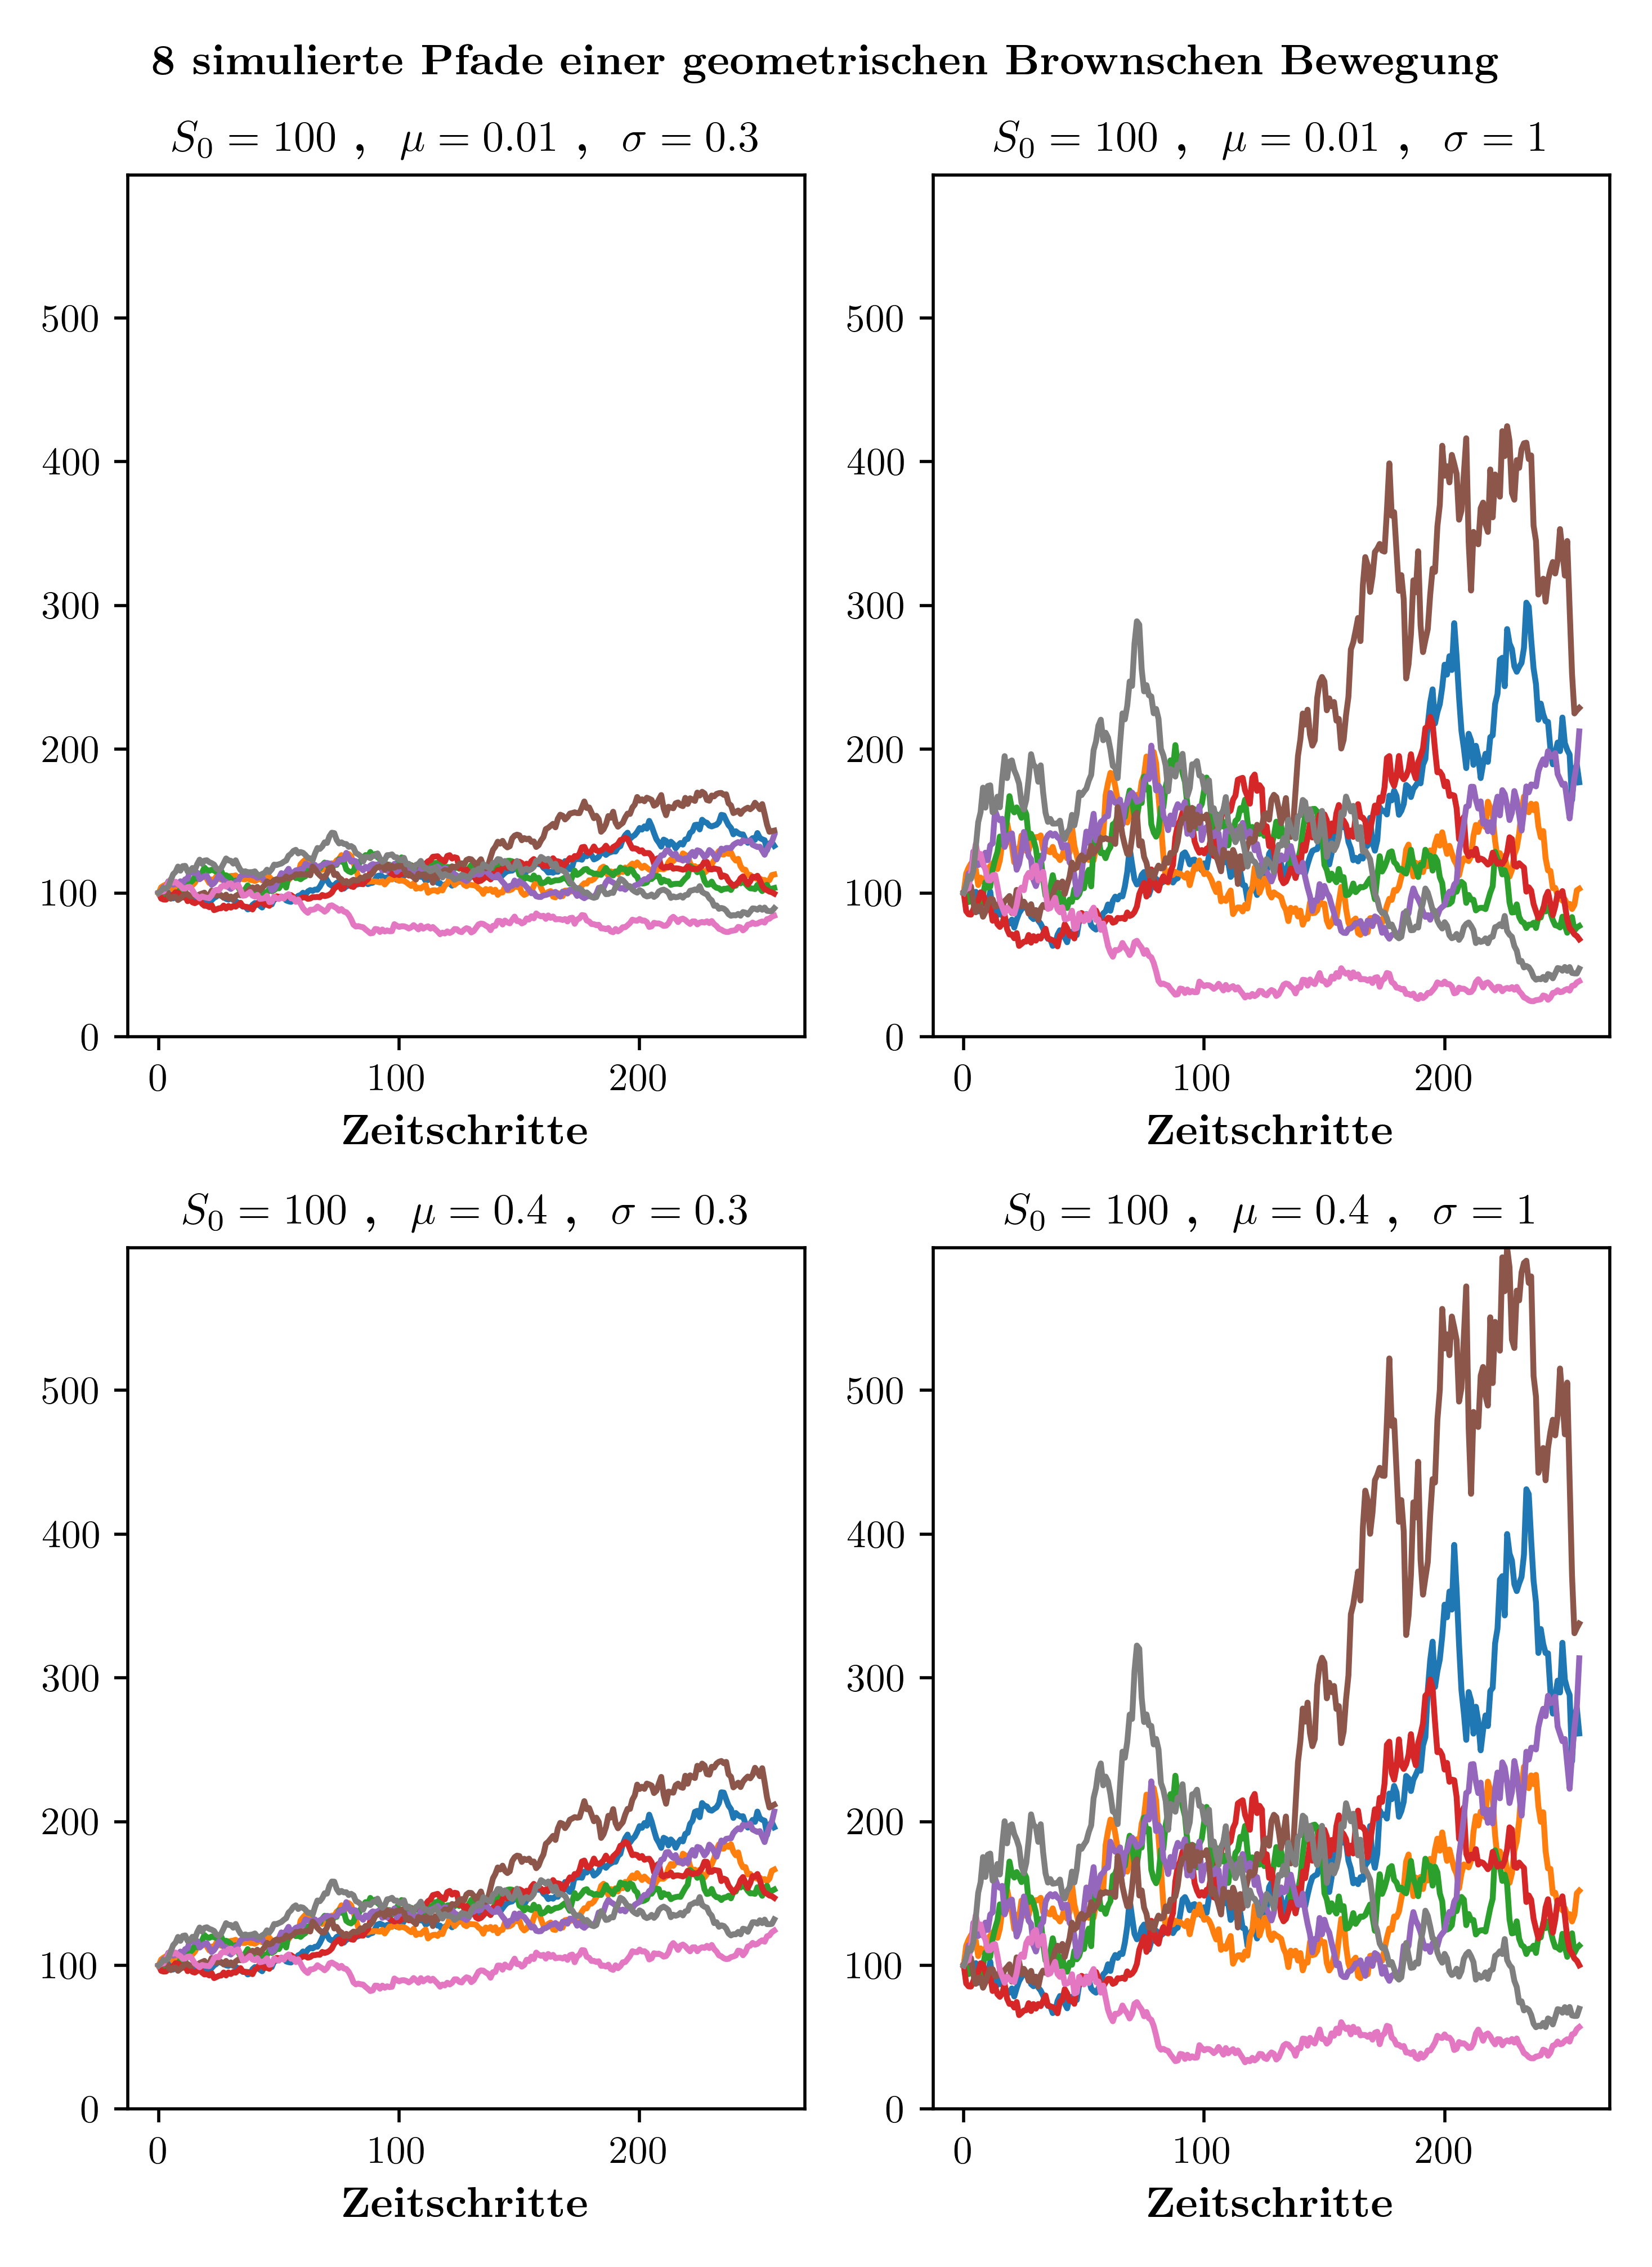 8 simulierte Pfade einer geometrischen Brownschen Bewegung
S₀ = 100 , μ = 0.01 , σ = 0.3
500
400
300
200
100
0
0 100 200
Zeitschritte
S₀ = 100 , μ = 0.01 , σ = 1
500
400
300
200
100
0
0 100 200
Zeitschritte
S₀ = 100 , μ = 0.4 , σ = 0.3
500
400
300
200
100
0
0 100 200
Zeitschritte
S₀ = 100 , μ = 0.4 , σ = 1
500
400
300
200
100
0
0 100 200
Zeitschritte